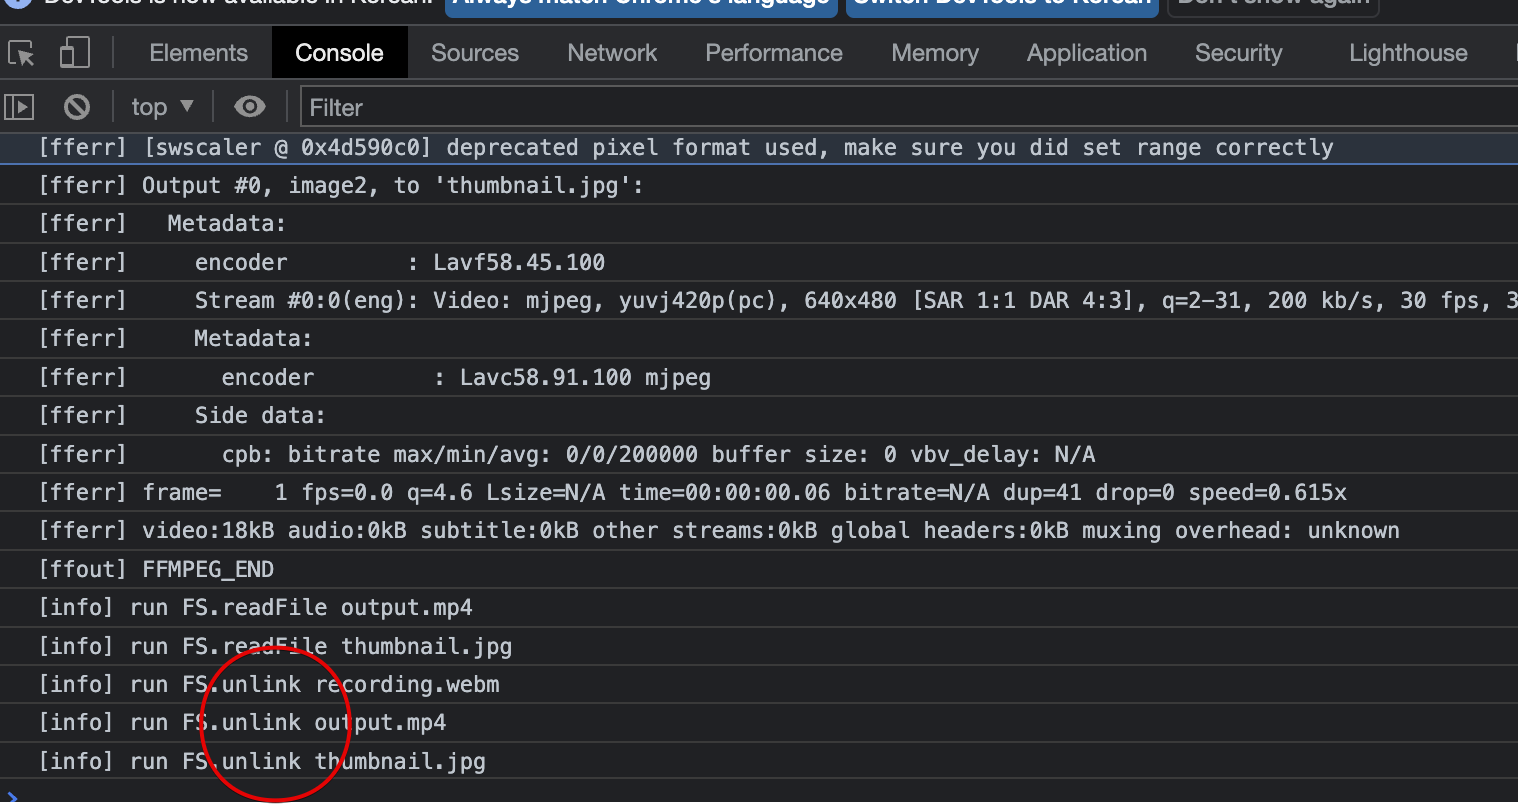 DevTools is now available in Korean!
Always match Chrome's language
Switch DevTools to Korean
Don't show again
Elements
Console
Sources
Network
Performance
Memory
Application
Security
Lighthouse
top
Filter
[fferr] [swscaler @ 0x4d590c0] deprecated pixel format used, make sure you did set range correctly
[fferr] Output #0, image2, to 'thumbnail.jpg':
[fferr]   Metadata:
[fferr]     encoder         : Lavf58.45.100
[fferr]     Stream #0:0(eng): Video: mjpeg, yuvj420p(pc), 640x480 [SAR 1:1 DAR 4:3], q=2-31, 200 kb/s, 30 fps, 3
[fferr]     Metadata:
[fferr]       encoder         : Lavc58.91.100 mjpeg
[fferr]     Side data:
[fferr]       cpb: bitrate max/min/avg: 0/0/200000 buffer size: 0 vbv_delay: N/A
[fferr] frame=    1 fps=0.0 q=4.6 Lsize=N/A time=00:00:00.06 bitrate=N/A dup=41 drop=0 speed=0.615x
[fferr] video:18kB audio:0kB subtitle:0kB other streams:0kB global headers:0kB muxing overhead: unknown
[ffout] FFMPEG_END
[info] run FS.readFile output.mp4
[info] run FS.readFile thumbnail.jpg
[info] run FS.unlink recording.webm
[info] run FS.unlink output.mp4
[info] run FS.unlink thumbnail.jpg